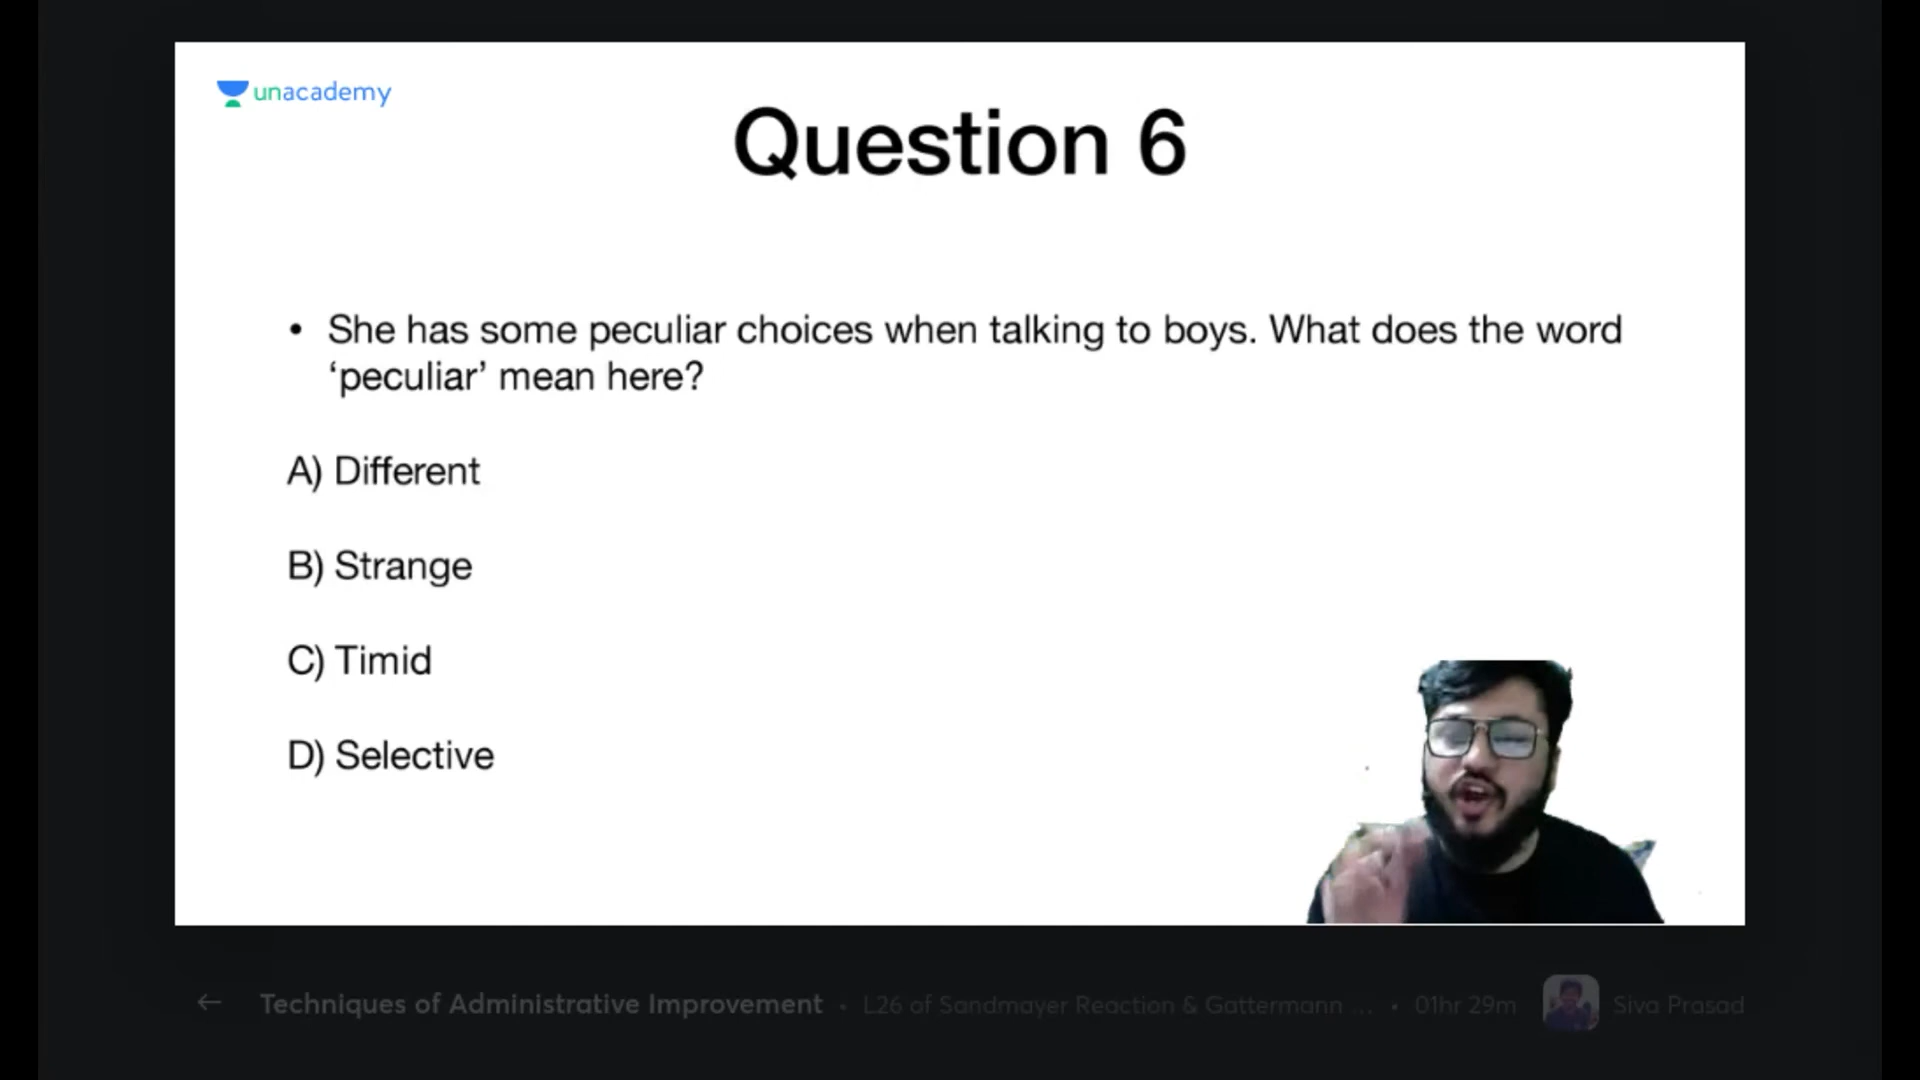 unacademy
Question 6
• She has some peculiar choices when talking to boys. What does the word
‘peculiar’ mean here?
A) Different
B) Strange
C) Timid
D) Selective
← Techniques of Administrative Improvement • L26 of Sandmayer Reaction & Gattermann ... • 01hr 29m Siva Prasad